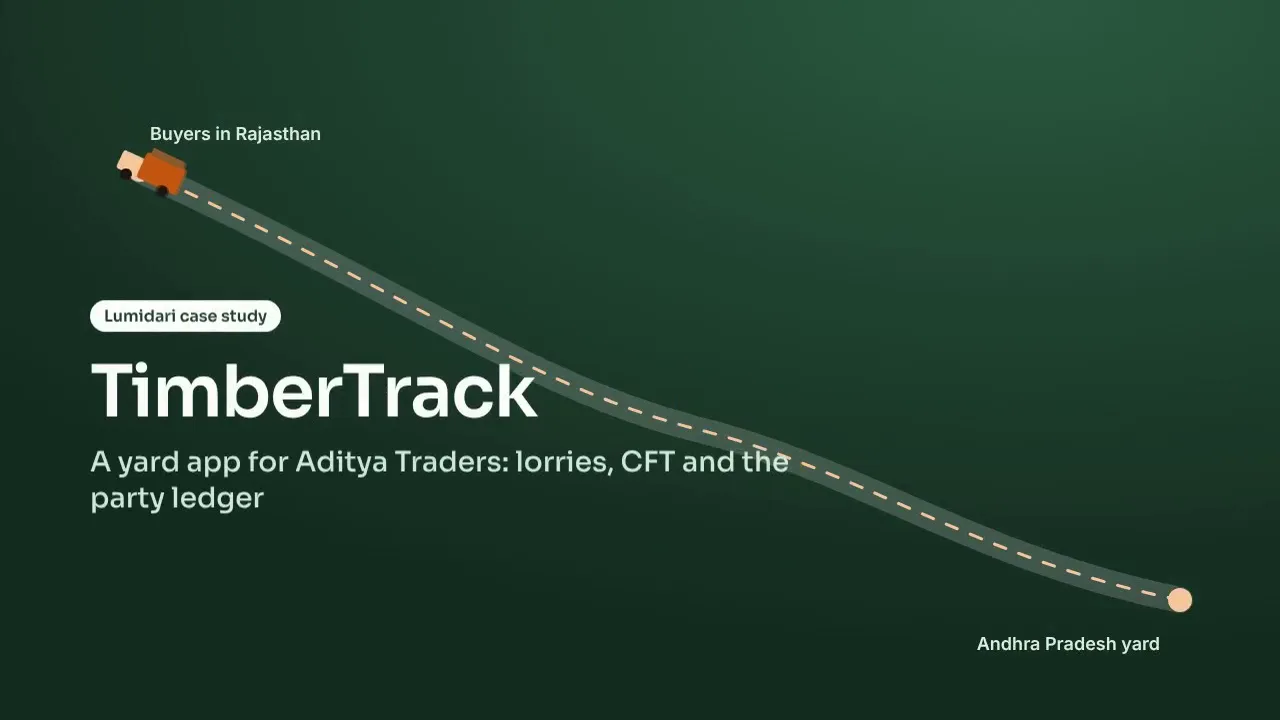 Buyers in Rajasthan
Lumidari case study
TimberTrack
A yard app for Aditya Traders: lorries, CFT and the
party ledger
Andhra Pradesh yard